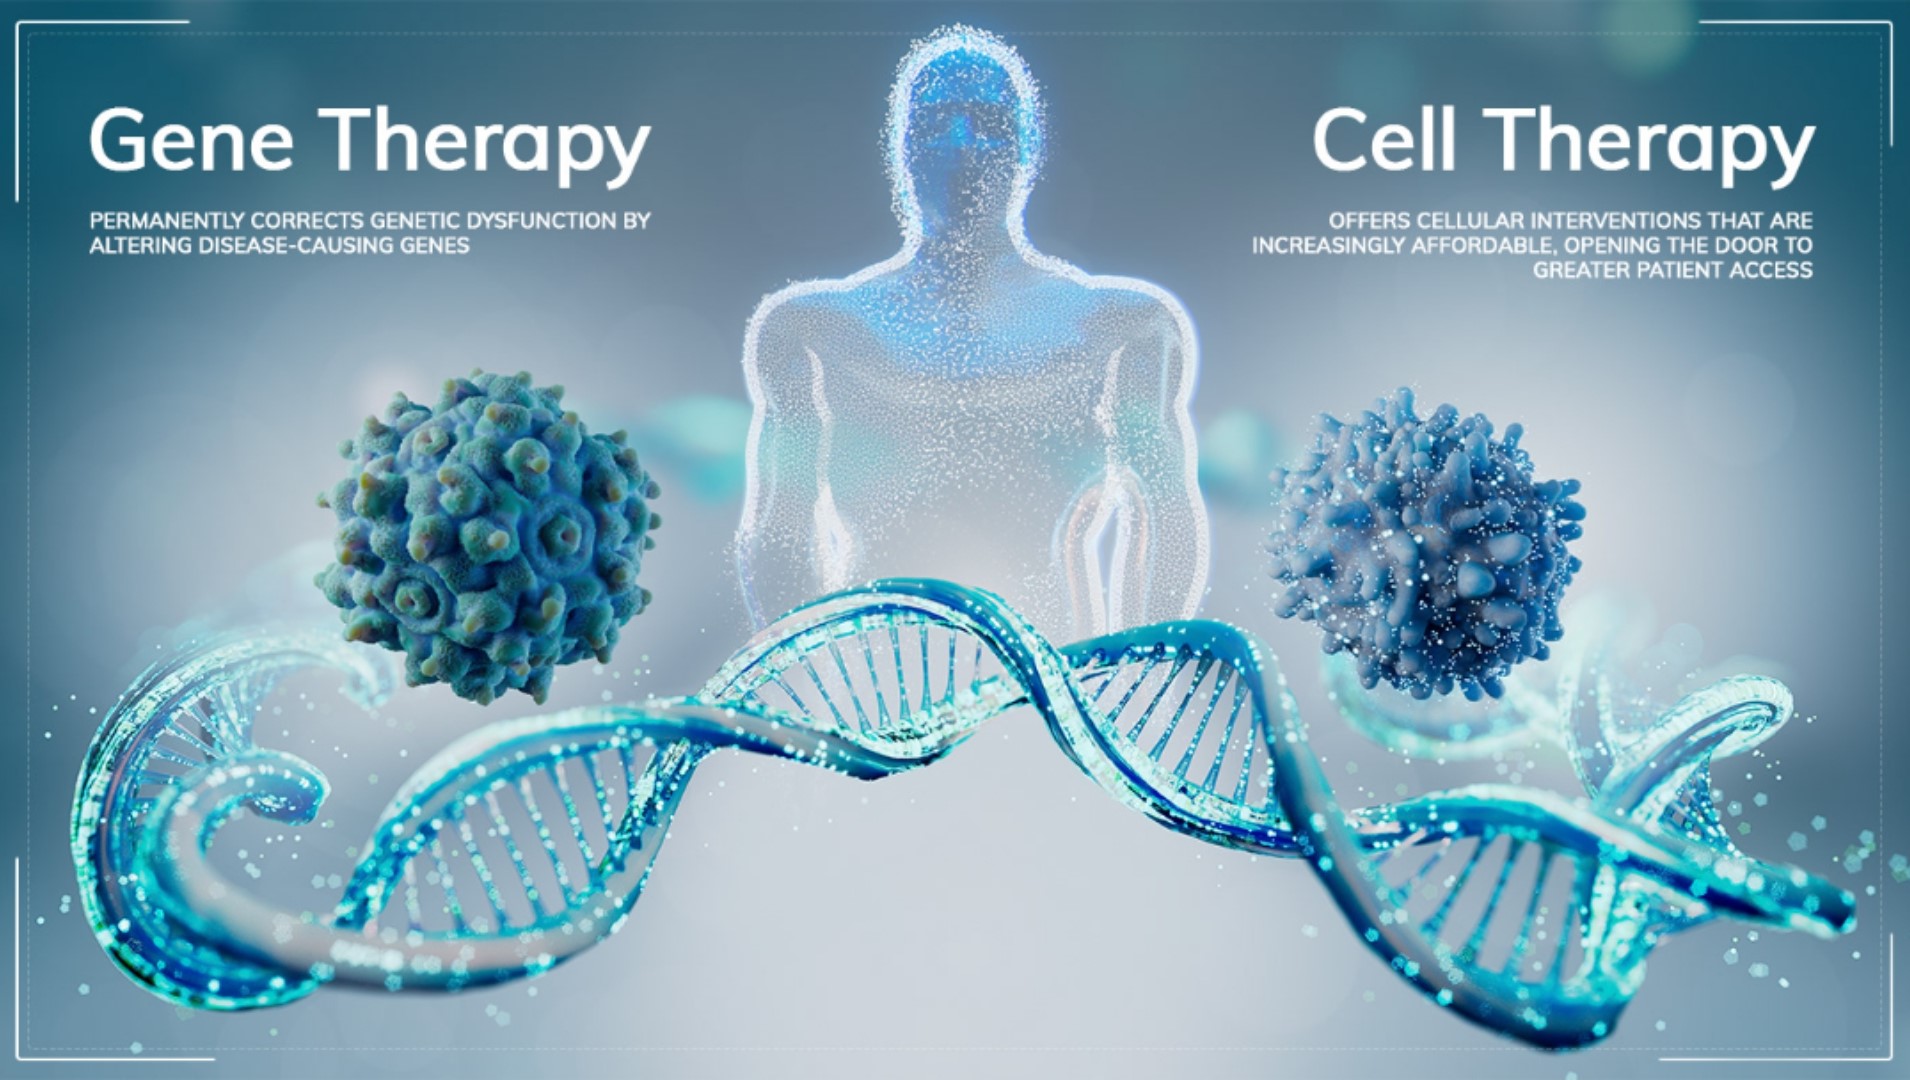 Gene Therapy
PERMANENTLY CORRECTS GENETIC DYSFUNCTION BY
ALTERING DISEASE-CAUSING GENES
Cell Therapy
OFFERS CELLULAR INTERVENTIONS THAT ARE
INCREASINGLY AFFORDABLE, OPENING THE DOOR TO
GREATER PATIENT ACCESS